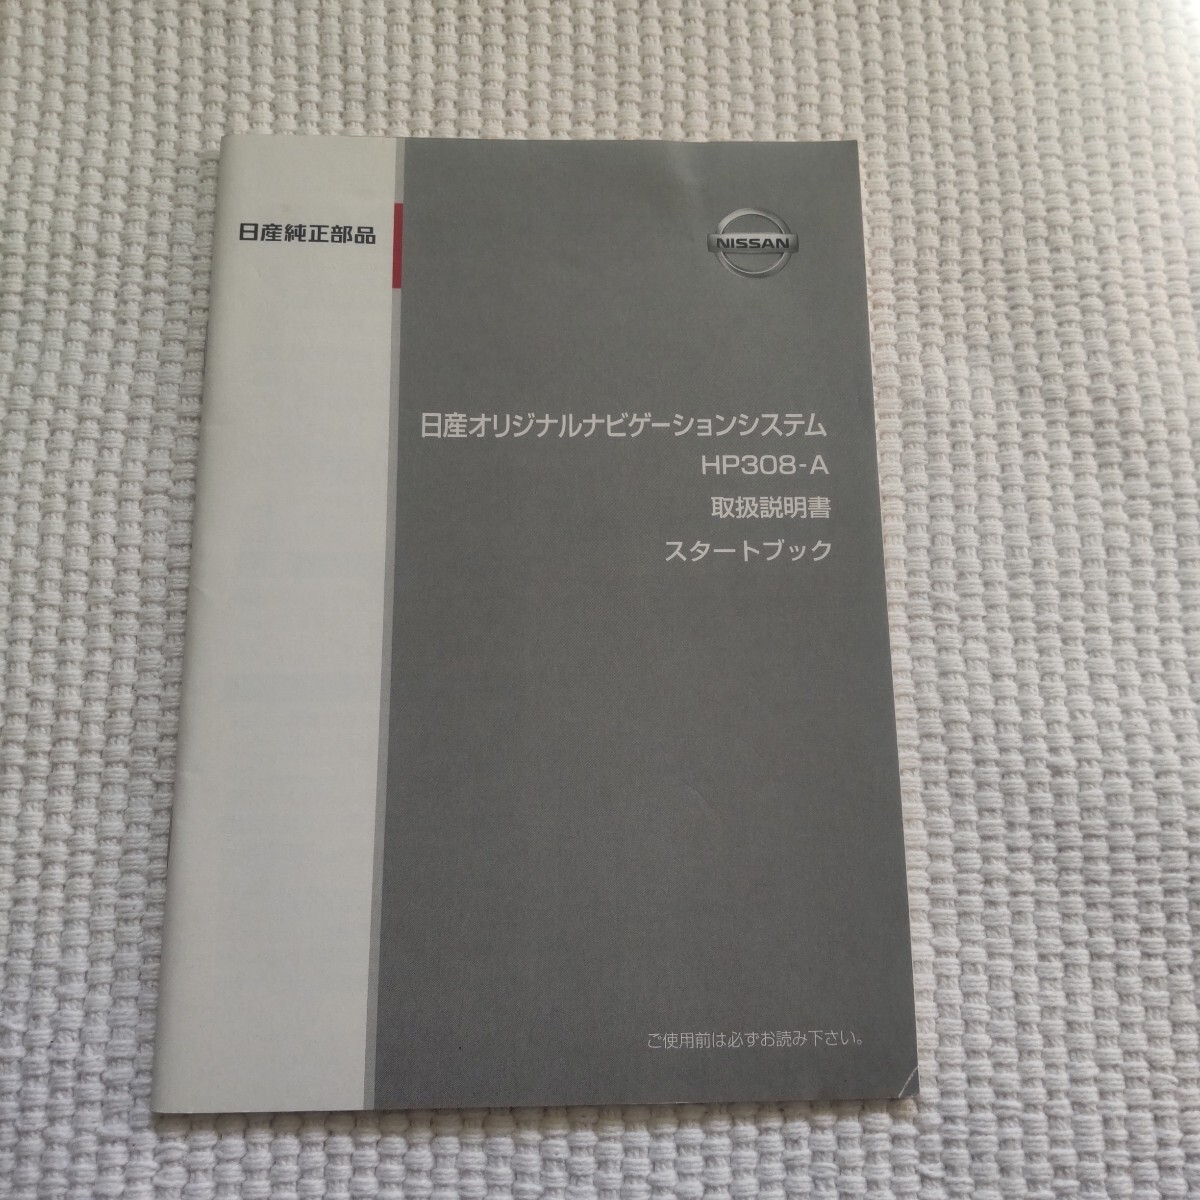 日産純正部品
NISSAN
日産オリジナルナビゲーションシステム
HP308-A
取扱説明書
スタートブック
ご使用前は必ずお読み下さい。